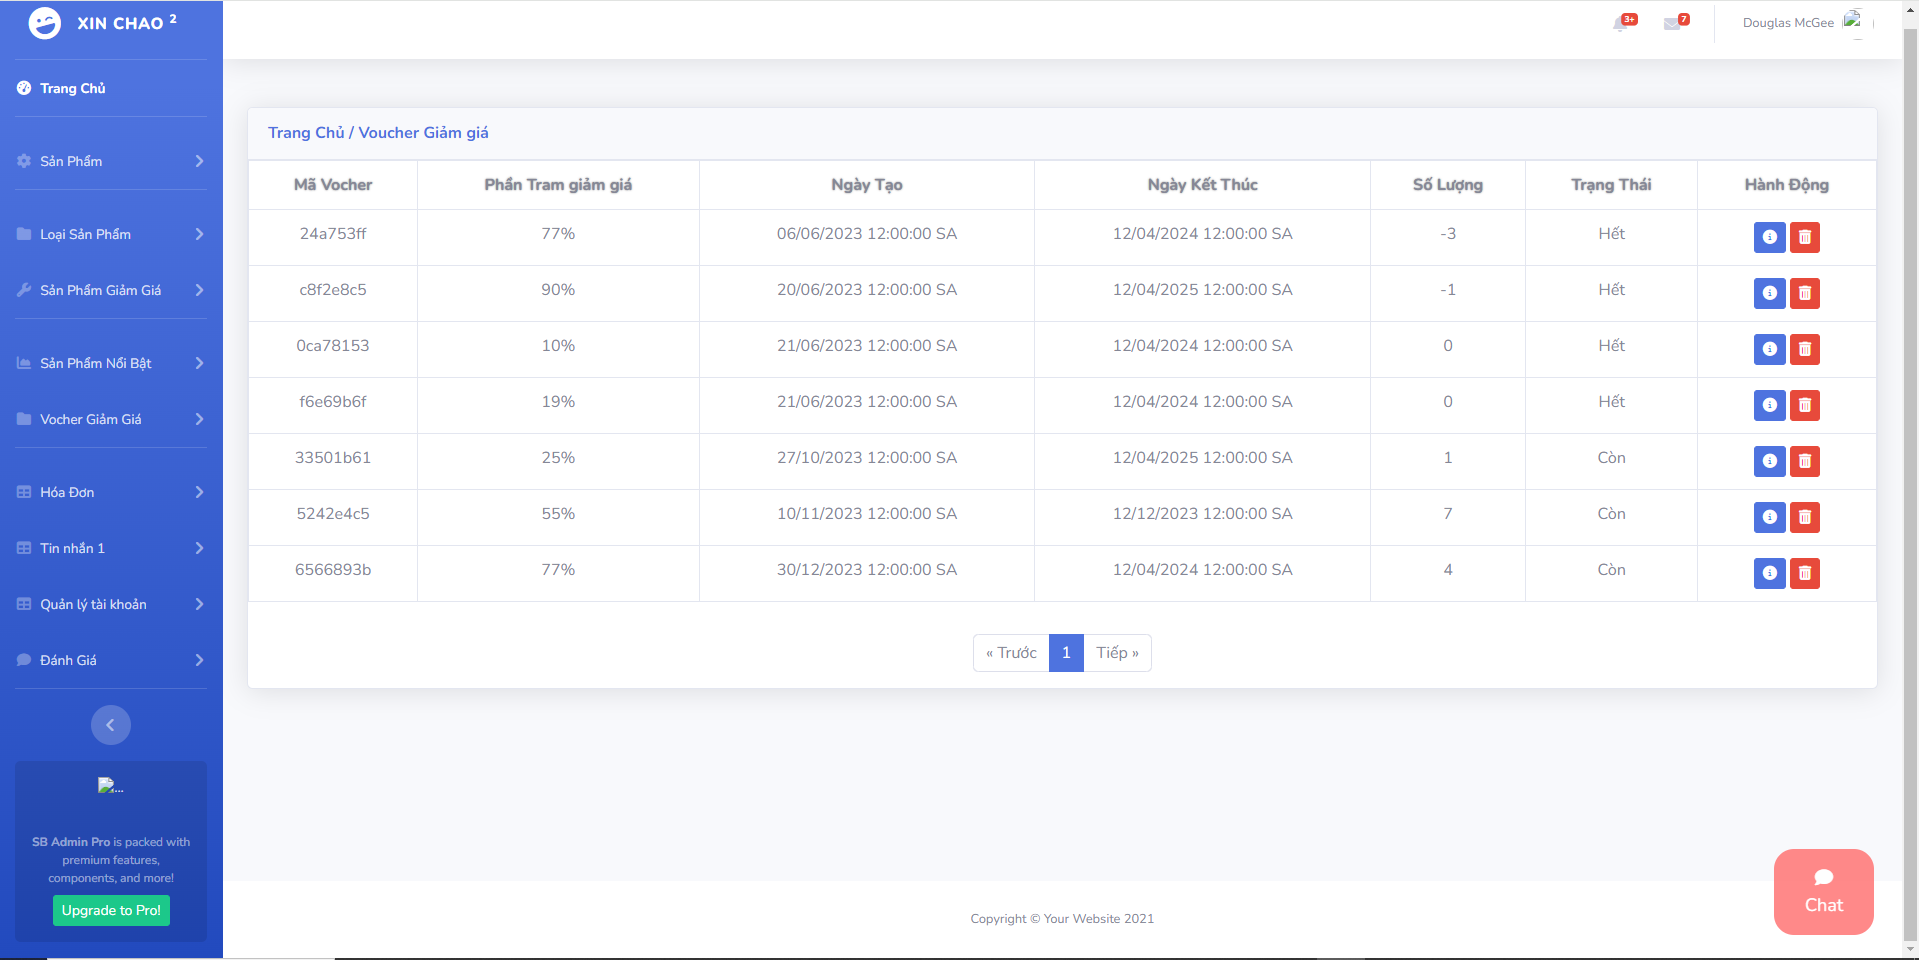 XIN CHAO 2
3+
7
Douglas McGee
Trang Chủ
Sản Phẩm
Loại Sản Phẩm
Sản Phẩm Giảm Giá
Sản Phẩm Nổi Bật
Vocher Giảm Giá
Hóa Đơn
Tin nhắn 1
Quản lý tài khoản
Đánh Giá
...
SB Admin Pro is packed with
premium features,
components, and more!
Upgrade to Pro!
Trang Chủ / Voucher Giảm giá
Mã Vocher Phần Tram giảm giá Ngày Tạo Ngày Kết Thúc Số Lượng Trạng Thái Hành Động
24a753ff 77% 06/06/2023 12:00:00 SA 12/04/2024 12:00:00 SA -3 Hết
c8f2e8c5 90% 20/06/2023 12:00:00 SA 12/04/2025 12:00:00 SA -1 Hết
0ca78153 10% 21/06/2023 12:00:00 SA 12/04/2024 12:00:00 SA 0 Hết
f6e69b6f 19% 21/06/2023 12:00:00 SA 12/04/2024 12:00:00 SA 0 Hết
33501b61 25% 27/10/2023 12:00:00 SA 12/04/2025 12:00:00 SA 1 Còn
5242e4c5 55% 10/11/2023 12:00:00 SA 12/12/2023 12:00:00 SA 7 Còn
6566893b 77% 30/12/2023 12:00:00 SA 12/04/2024 12:00:00 SA 4 Còn
« Trước 1 Tiếp »
Chat
Copyright © Your Website 2021